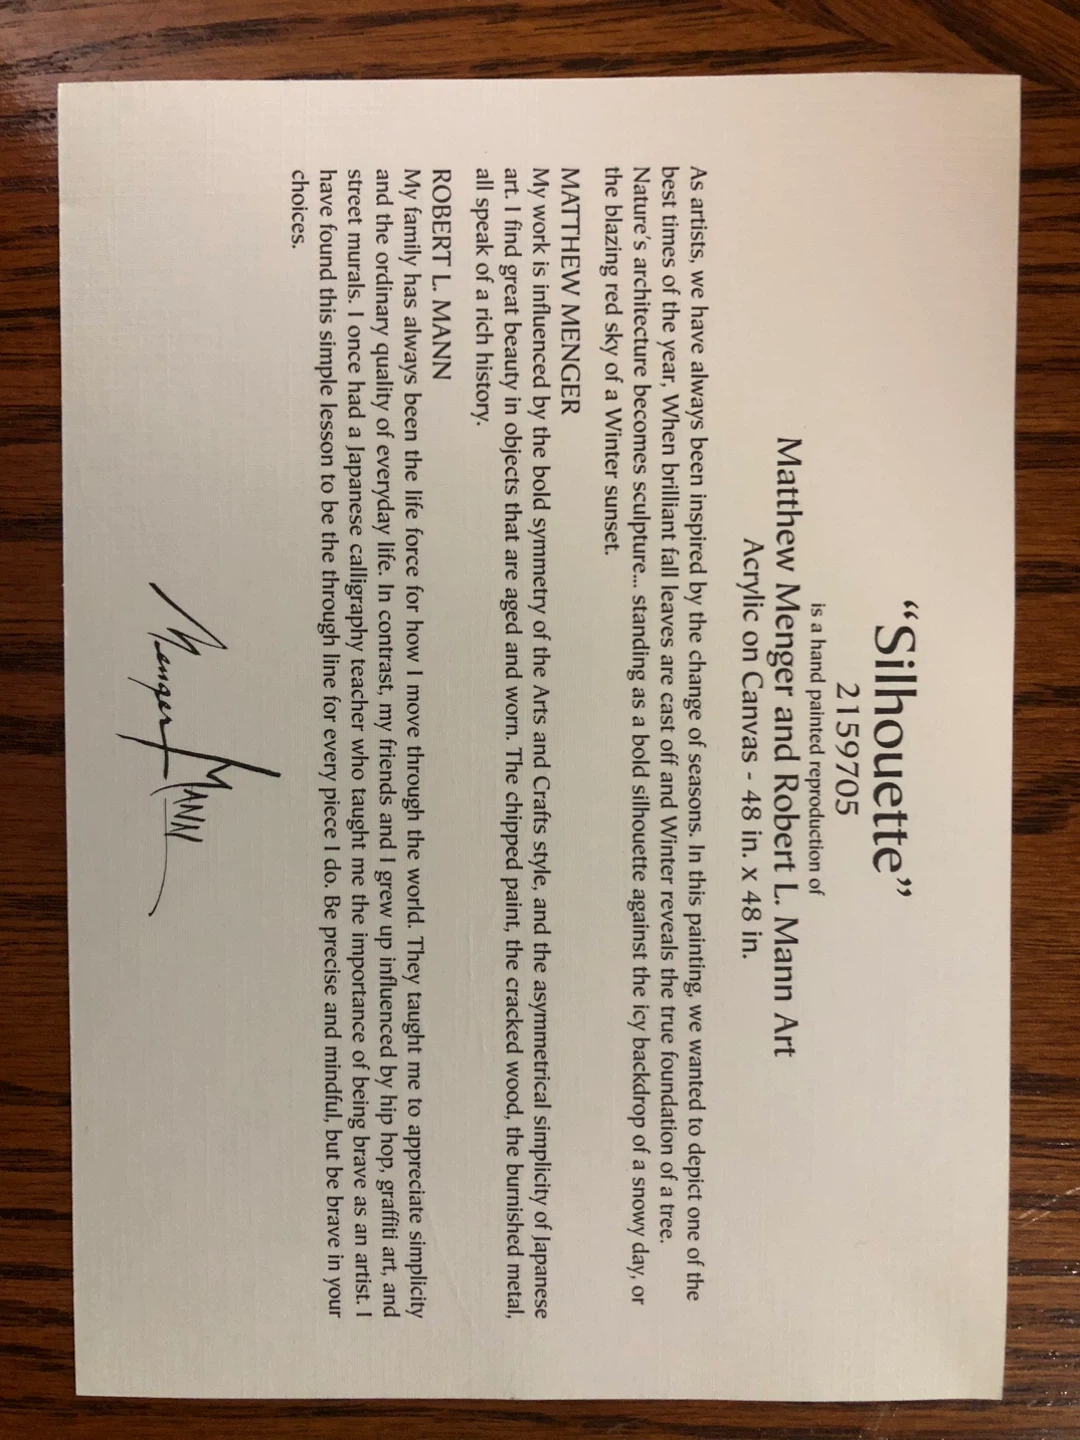 “Silhouette”
2159705
is a hand painted reproduction of
Matthew Menger and Robert L. Mann Art
Acrylic on Canvas - 48 in. x 48 in.
As artists, we have always been inspired by the change of seasons. In this painting, we wanted to depict one of the
best times of the year, When brilliant fall leaves are cast off and Winter reveals the true foundation of a tree.
Nature’s architecture becomes sculpture... standing as a bold silhouette against the icy backdrop of a snowy day, or
the blazing red sky of a Winter sunset.
MATTHEW MENGER
My work is influenced by the bold symmetry of the Arts and Crafts style, and the asymmetrical simplicity of Japanese
art. I find great beauty in objects that are aged and worn. The chipped paint, the cracked wood, the burnished metal,
all speak of a rich history.
ROBERT L. MANN
My family has always been the life force for how I move through the world. They taught me to appreciate simplicity
and the ordinary quality of everyday life. In contrast, my friends and I grew up influenced by hip hop, graffiti art, and
street murals. I once had a Japanese calligraphy teacher who taught me the importance of being brave as an artist. I
have found this simple lesson to be the through line for every piece I do. Be precise and mindful, but be brave in your
choices.
Menger MANN